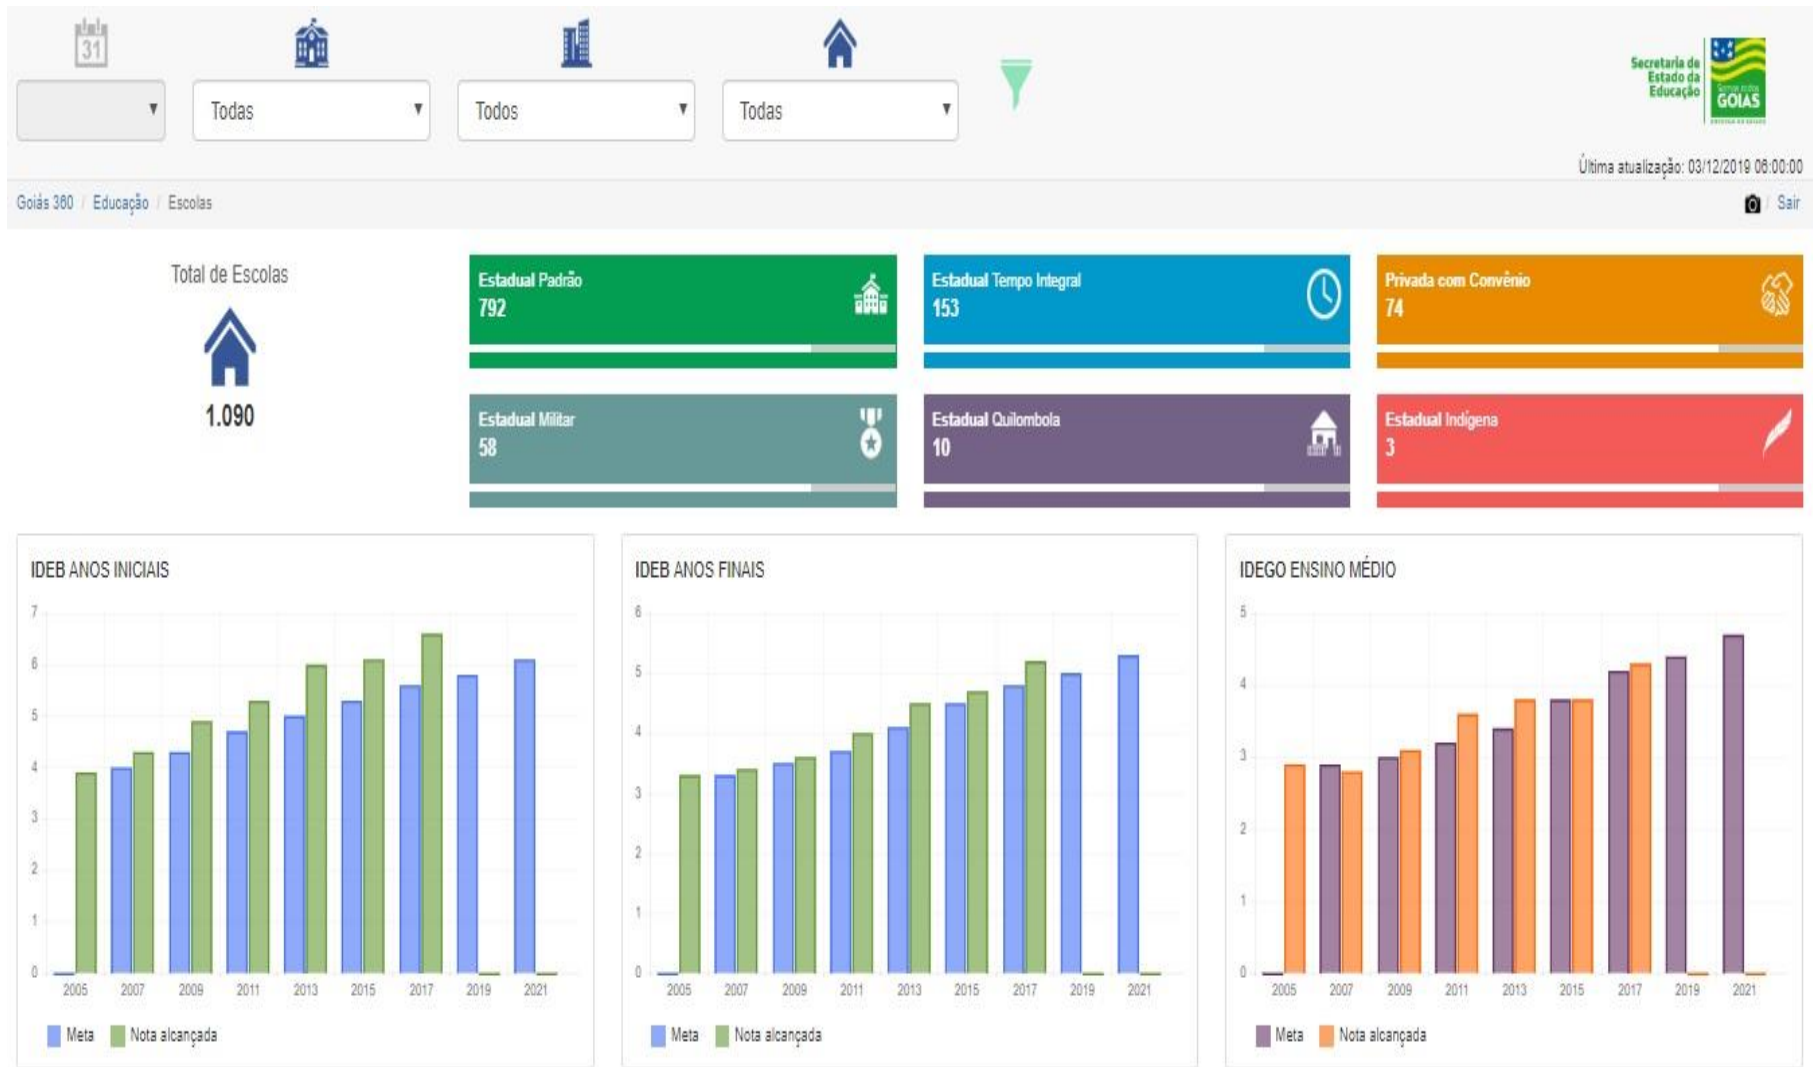 31
Todas
Todos
Todas
Secretaria de
Estado da
Educação
GOIÁS
Última atualização: 03/12/2019 06:00:00
Goiás 360 / Educação / Escolas
/ Sair
Total de Escolas
1.090
Estadual Padrão
792
Estadual Tempo Integral
153
Privada com Convênio
74
Estadual Militar
58
Estadual Quilombola
10
Estadual Indígena
3
IDEB ANOS INICIAIS
7
6
5
4
3
2
1
0
2005 2007 2009 2011 2013 2015 2017 2019 2021
Meta Nota alcançada
IDEB ANOS FINAIS
6
5
4
3
2
1
0
2005 2007 2009 2011 2013 2015 2017 2019 2021
Meta Nota alcançada
IDEGO ENSINO MÉDIO
5
4
3
2
1
0
2005 2007 2009 2011 2013 2015 2017 2019 2021
Meta Nota alcançada